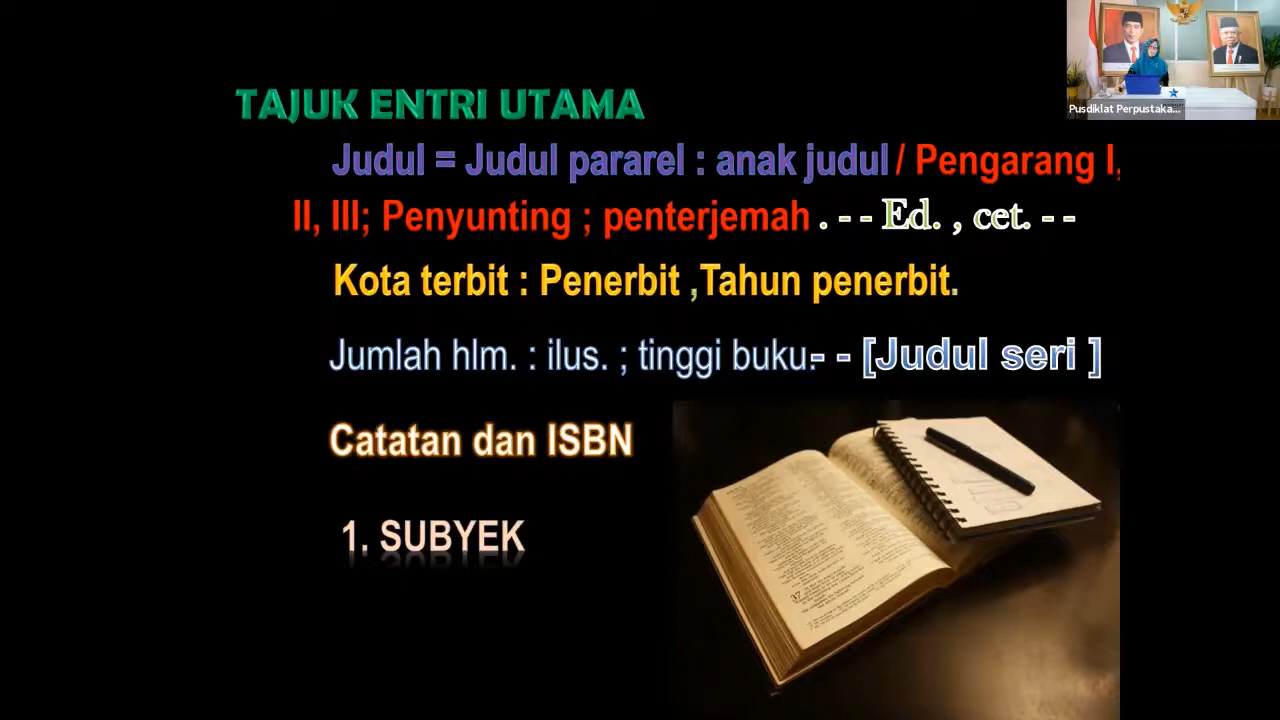 Pusdiklat Perpustaka...
TAJUK ENTRI UTAMA
Judul = Judul pararel : anak judul / Pengarang I,
II, III; Penyunting ; penterjemah . - - Ed. , cet. - -
Kota terbit : Penerbit ,Tahun penerbit.
Jumlah hlm. : ilus. ; tinggi buku.- - [Judul seri ]
Catatan dan ISBN
1. SUBYEK
37